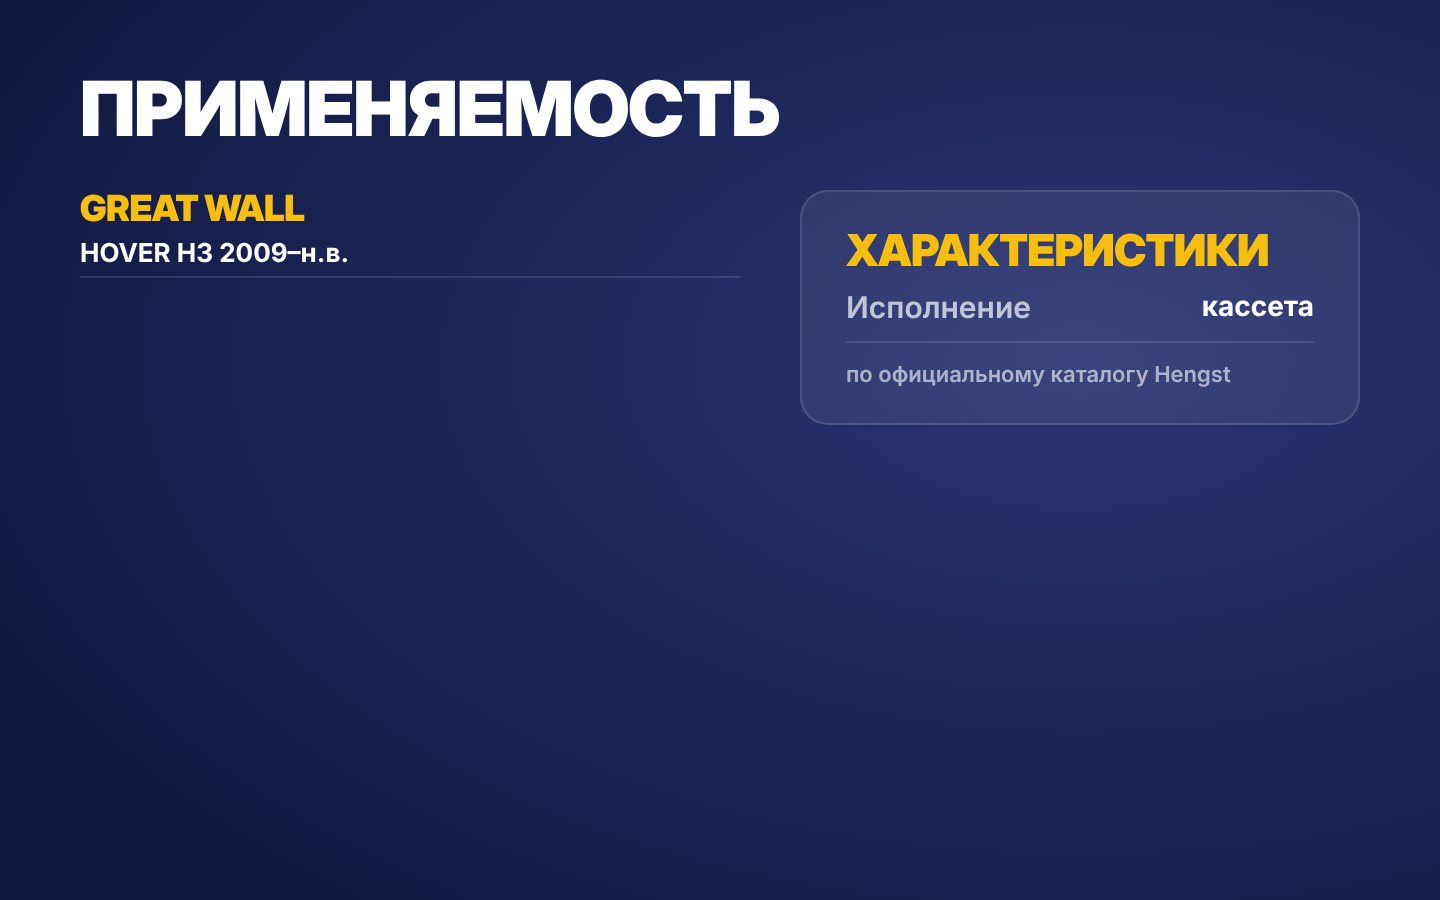 ПРИМЕНЯЕМОСТЬ
GREAT WALL
HOVER H3 2009–н.в.
ХАРАКТЕРИСТИКИ
Исполнение кассета
по официальному каталогу Hengst